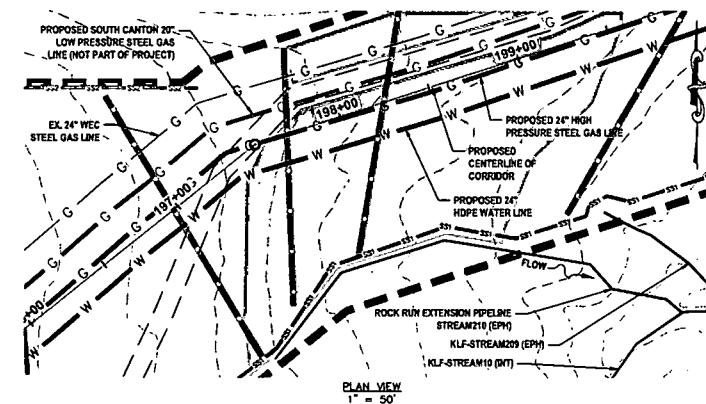 PROPOSED SOUTH CANTON 20"
LOW PRESSURE STEEL GAS
LINE (NOT PART OF PROJECT)
EX. 24" WEC
STEEL GAS LINE
197+00
198+00
199+00
PROPOSED 24" HIGH
PRESSURE STEEL GAS LINE
PROPOSED
CENTERLINE OF
CORRIDOR
PROPOSED 24"
HDPE WATER LINE
FLOW
ROCK RUN EXTENSION PIPELINE
STREAM210 (EPH)
KLF-STREAM209 (EPH)
KLF-STREAM10 (INT)
+00
G
W
SS1
SS2
PLAN VIEW
1" = 50'